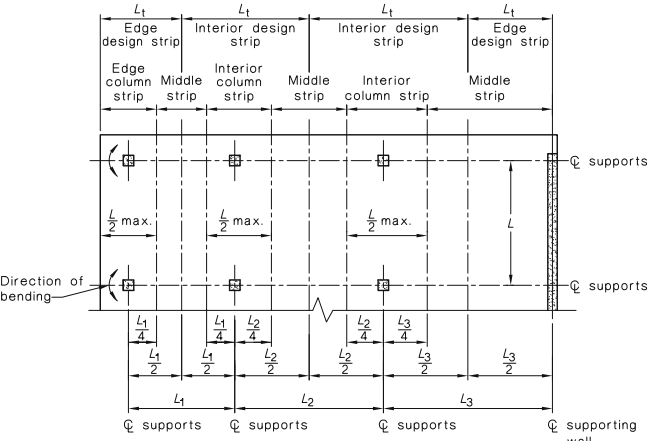 Lt Lt Lt Lt
Edge design strip
Interior design strip
Interior design strip
Edge design strip
Edge column strip
Middle strip
Interior column strip
Middle strip
Interior column strip
Middle strip
℄ supports
L/2 max.
L/2 max.
L/2 max.
L
Direction of bending
℄ supports
L1/4 L1/4 L2/4 L2/4 L3/4
L1/2 L1/2 L2/2 L2/2 L3/2 L3/2
L1 L2 L3
℄ supports
℄ supports
℄ supports
℄ supporting
wall